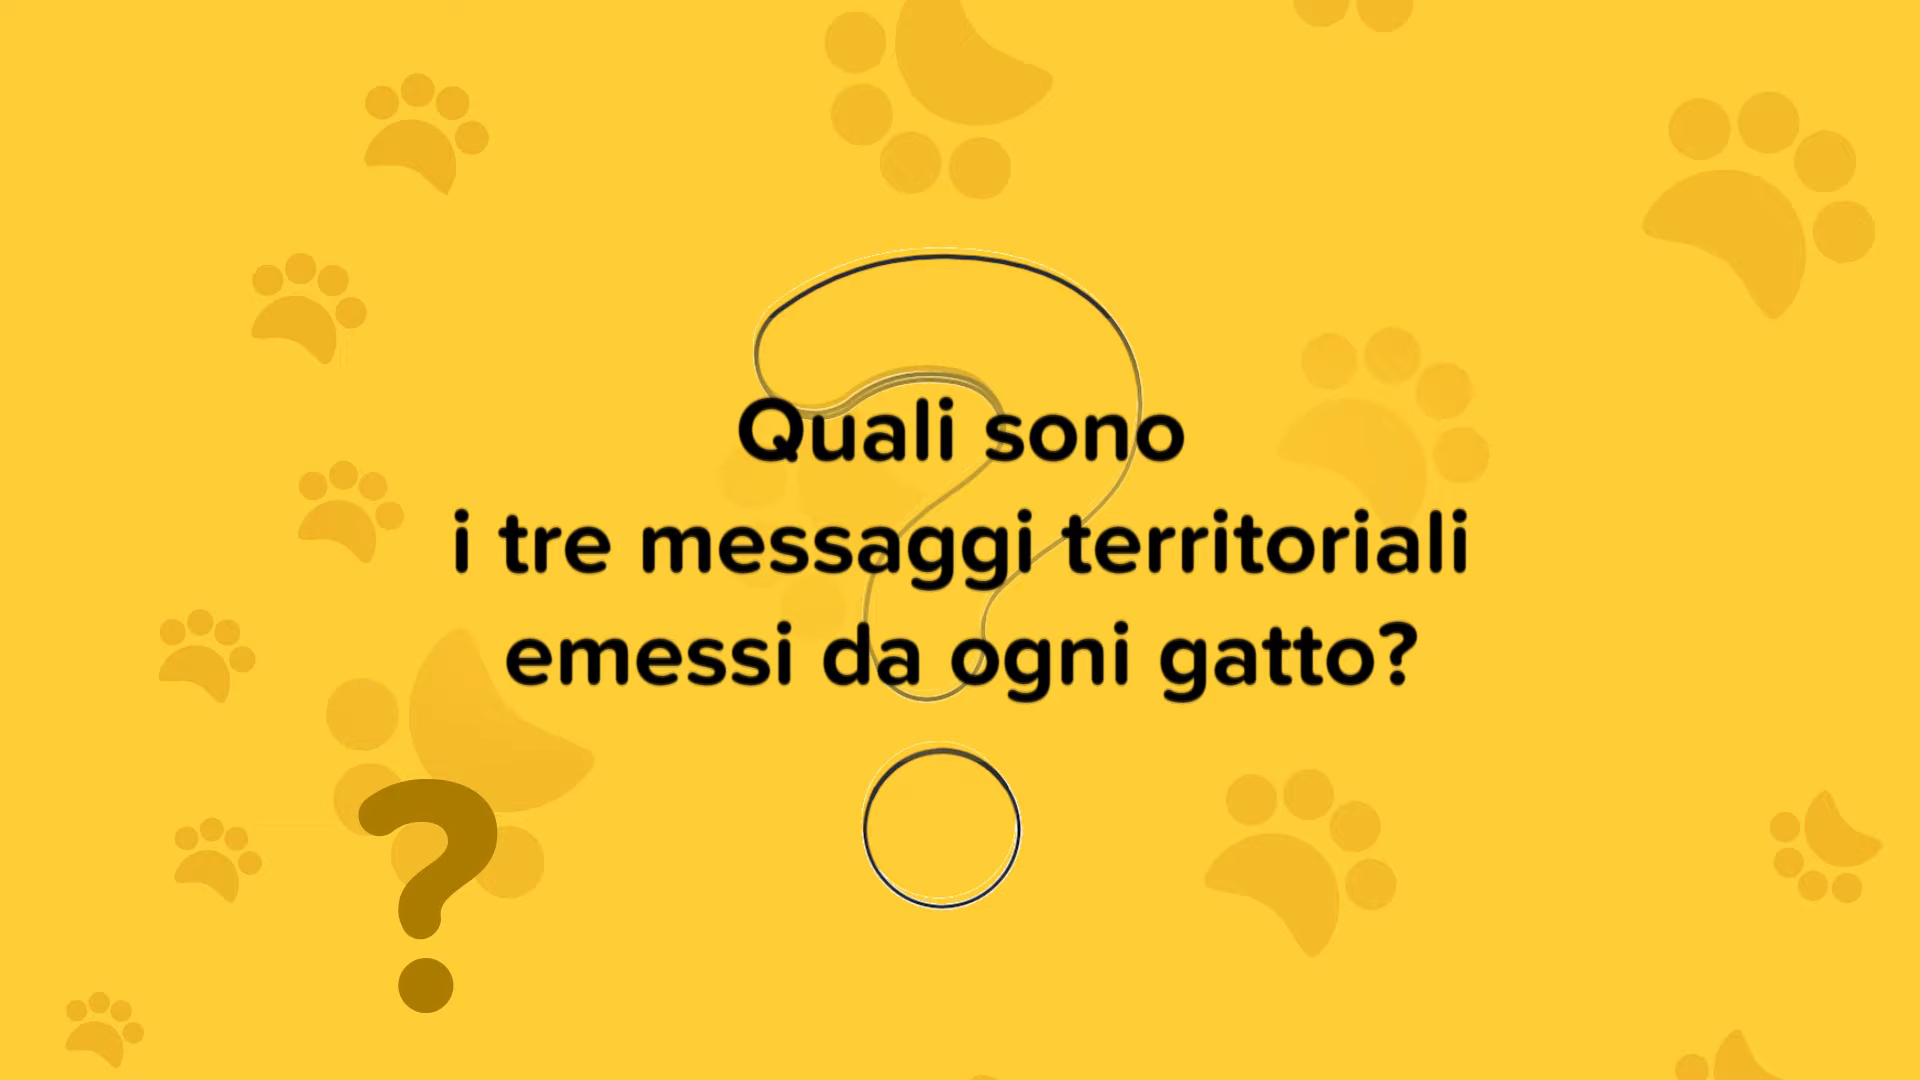 Quali sono
i tre messaggi territoriali
emessi da ogni gatto?